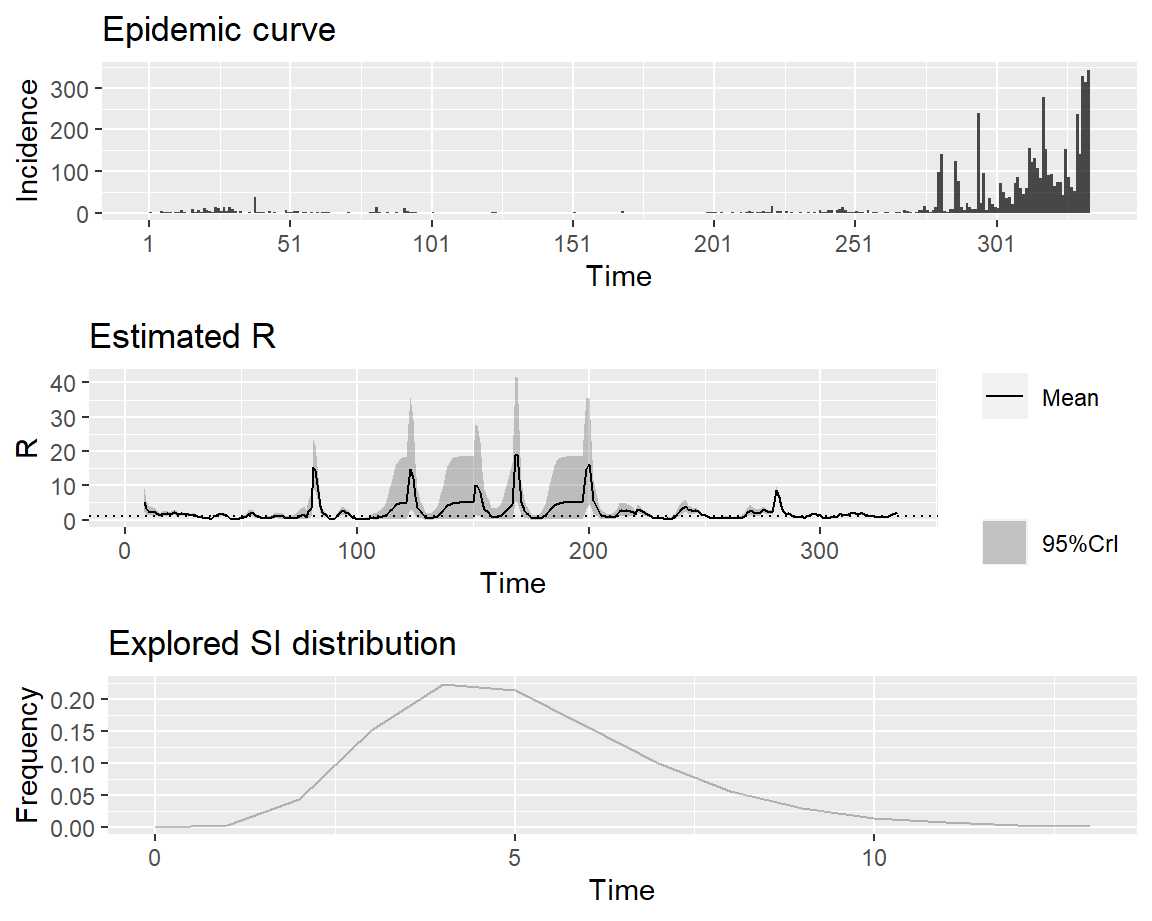 Epidemic curve
Incidence
300
200
100
0
1 51 101 151 201 251 301
Time
Estimated R
R
40
30
20
10
0
0 100 200 300
Time
Mean
95%CrI
Explored SI distribution
Frequency
0.20
0.15
0.10
0.05
0.00
0 5 10
Time